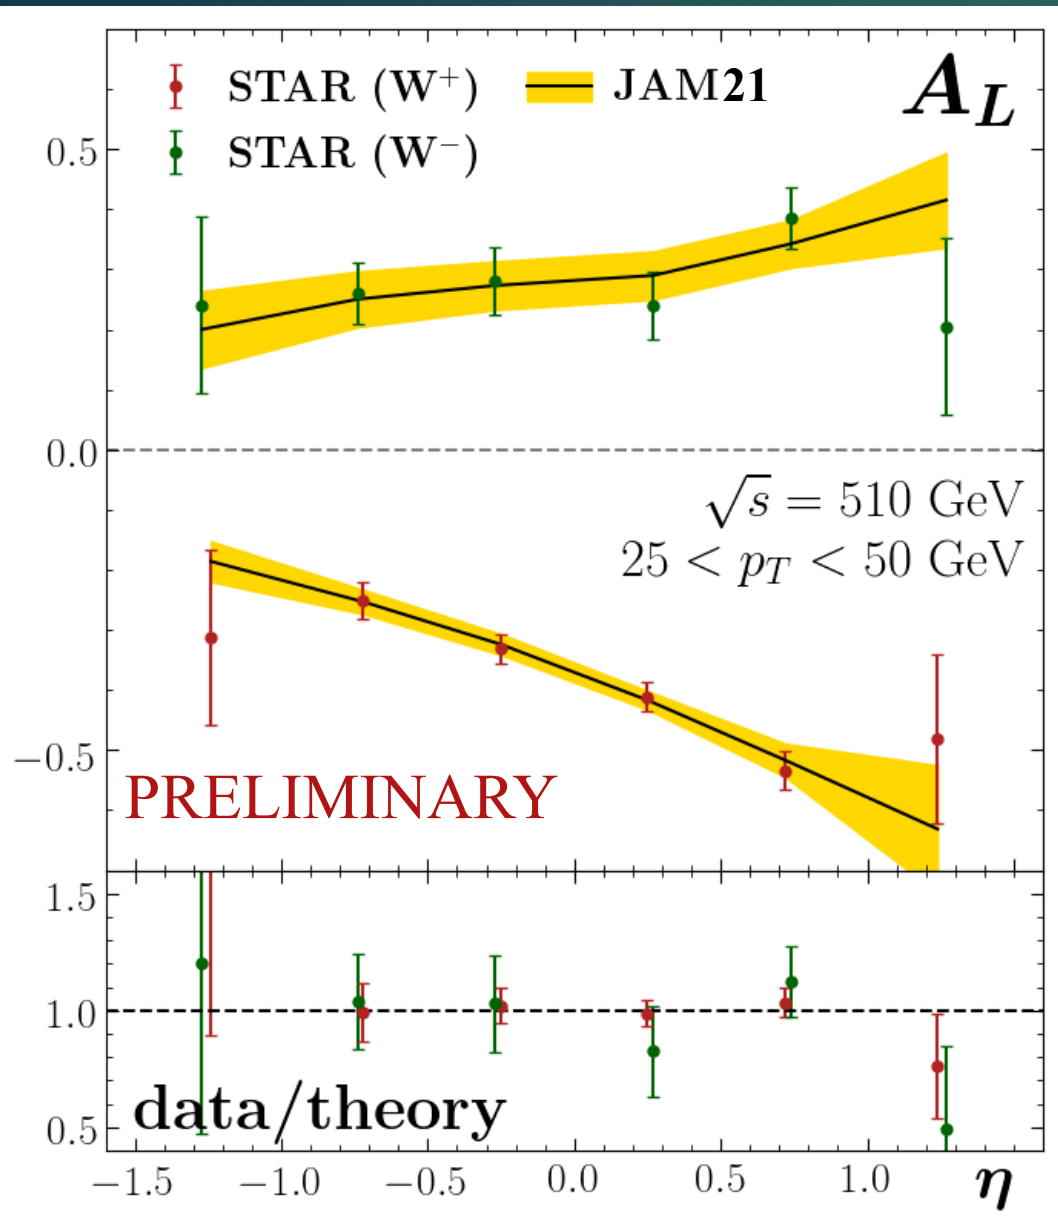 STAR (W⁺)
STAR (W⁻)
JAM21
A_L
0.5
0.0
−0.5
√s = 510 GeV
25 < p_T < 50 GeV
PRELIMINARY
1.5
1.0
0.5
data/theory
−1.5 −1.0 −0.5 0.0 0.5 1.0 η